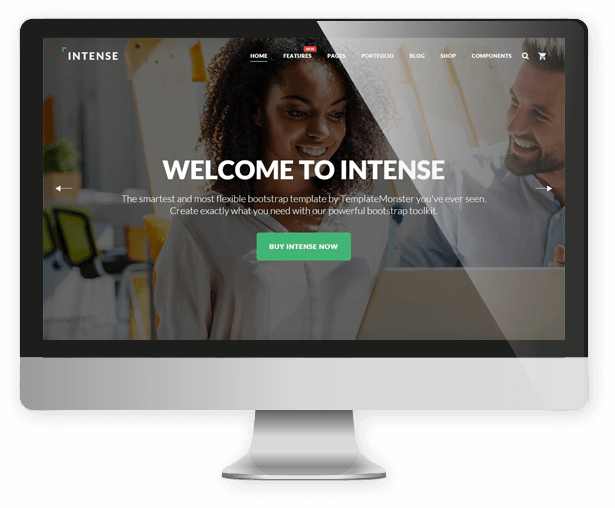 INTENSE
NEW
HOME FEATURES PAGES PORTFOLIO BLOG SHOP COMPONENTS
WELCOME TO INTENSE
The smartest and most flexible bootstrap template by TemplateMonster you've ever seen.
Create exactly what you need with our powerful bootstrap toolkit.
BUY INTENSE NOW